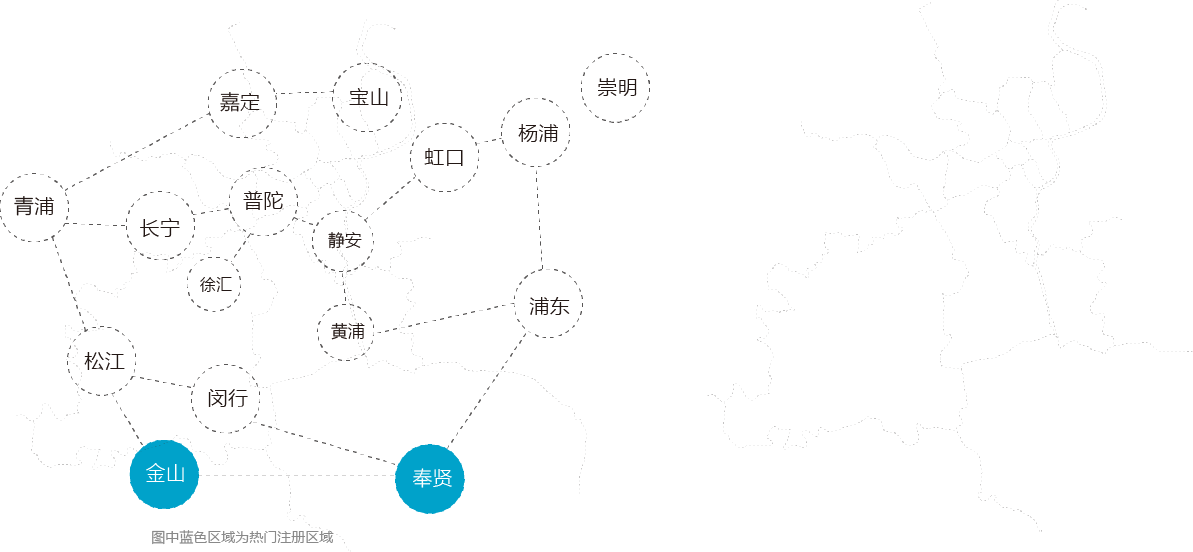 崇明
嘉定
宝山
杨浦
虹口
青浦
长宁
普陀
静安
徐汇
黄浦
浦东
松江
闵行
金山
奉贤
图中蓝色区域为热门注册区域